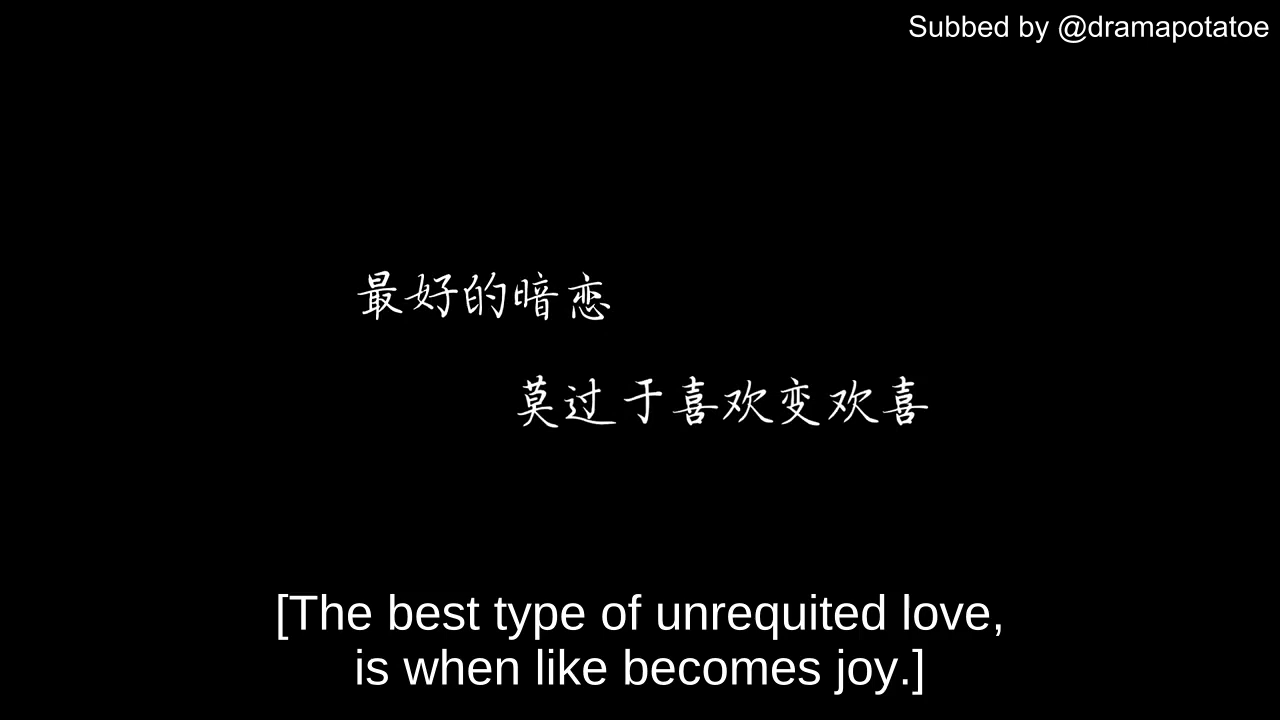 Subbed by @dramapotatoe
最好的暗恋
莫过于喜欢变欢喜
[The best type of unrequited love,
is when like becomes joy.]